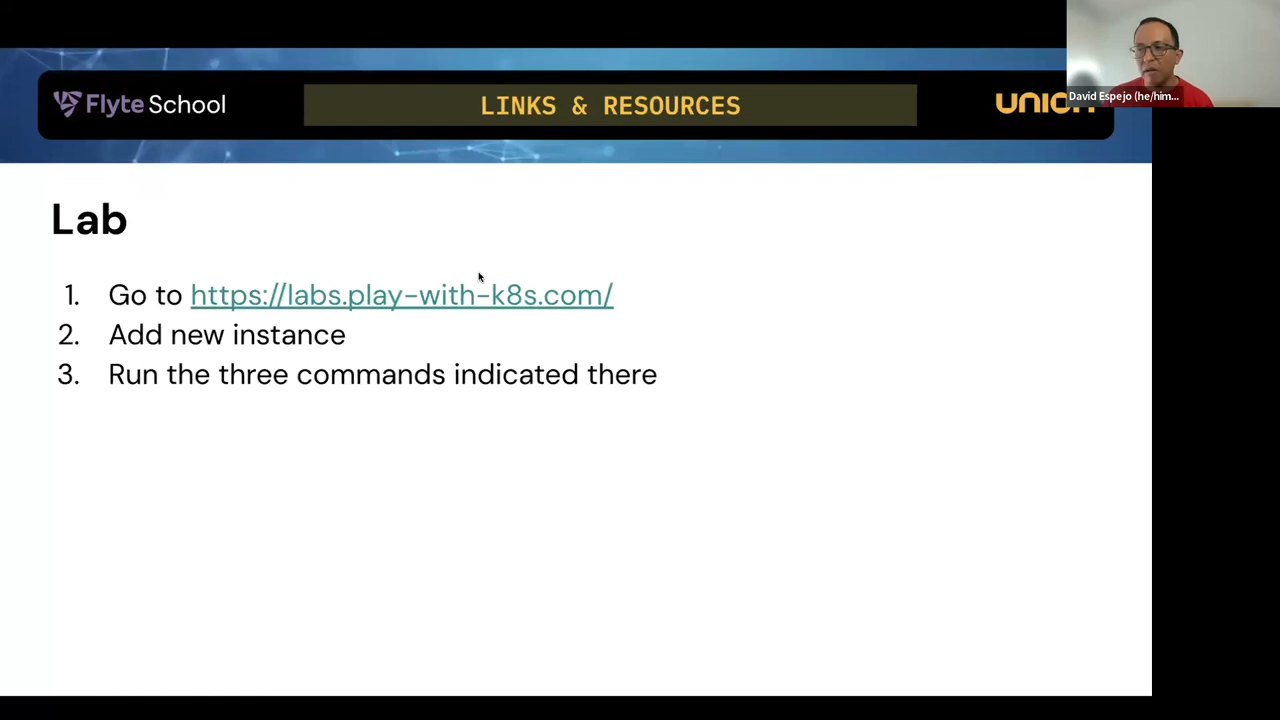 Flyte School
LINKS & RESOURCES
UNION
David Espejo (he/him...
Lab
1. Go to https://labs.play-with-k8s.com/
2. Add new instance
3. Run the three commands indicated there